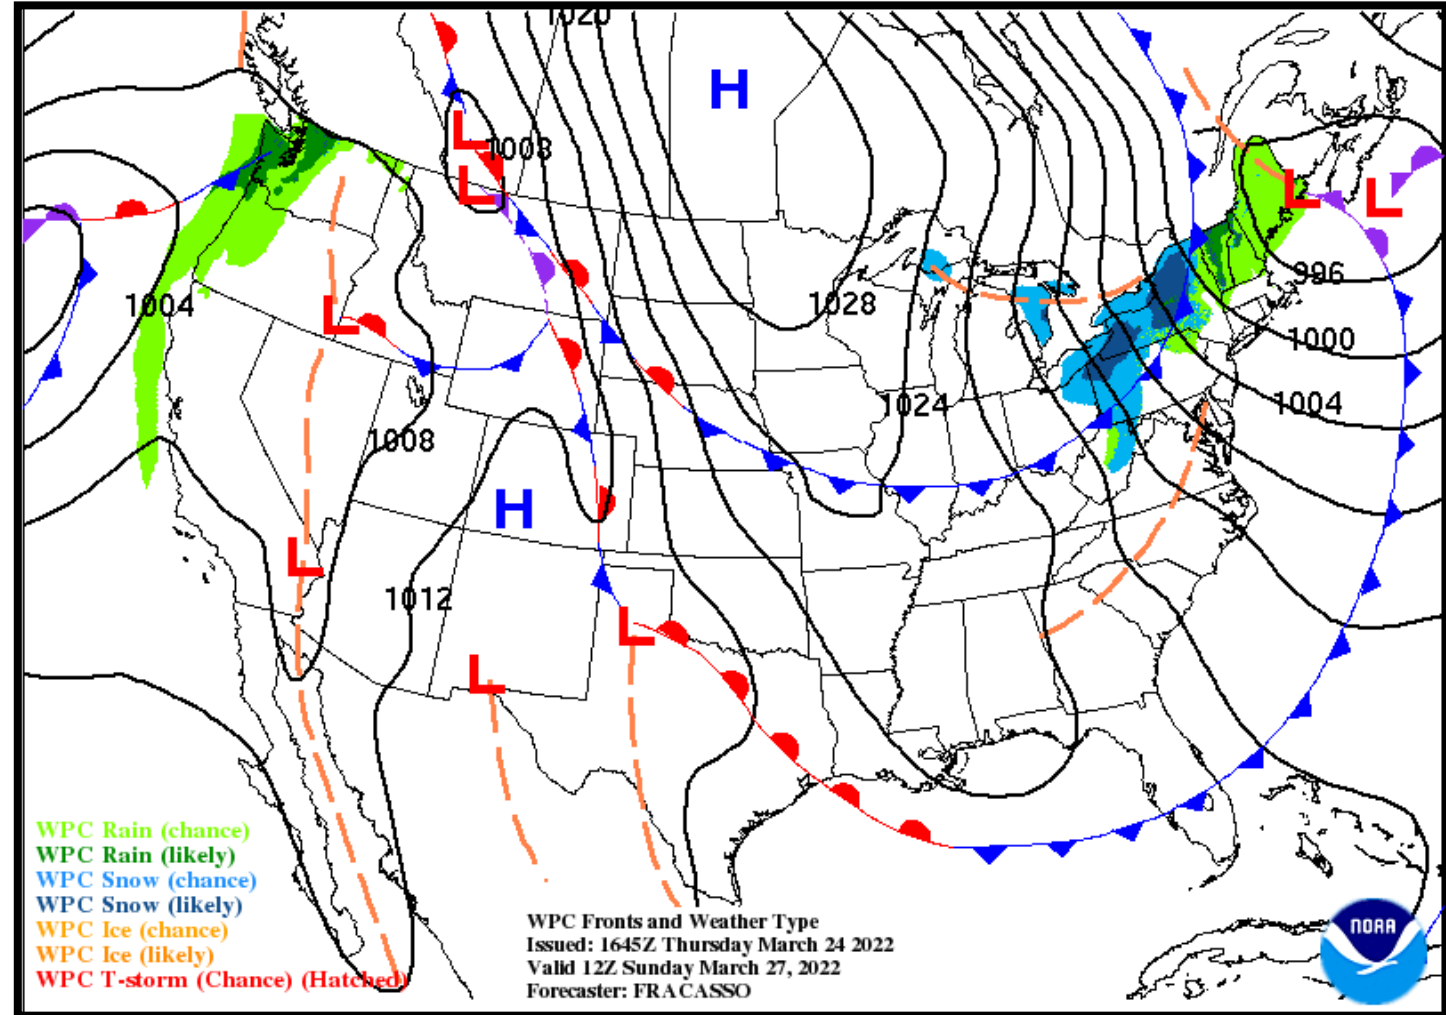 1020
H
L
1008
L
L
L
996
1004
L
1028
1000
1024
1004
1008
H
L
1012
L
L
WPC Rain (chance)
WPC Rain (likely)
WPC Snow (chance)
WPC Snow (likely)
WPC Ice (chance)
WPC Ice (likely)
WPC T-storm (Chance) (Hatched)
WPC Fronts and Weather Type
Issued: 1645Z Thursday March 24 2022
Valid 12Z Sunday March 27, 2022
Forecaster: FRACASSO
NOAA